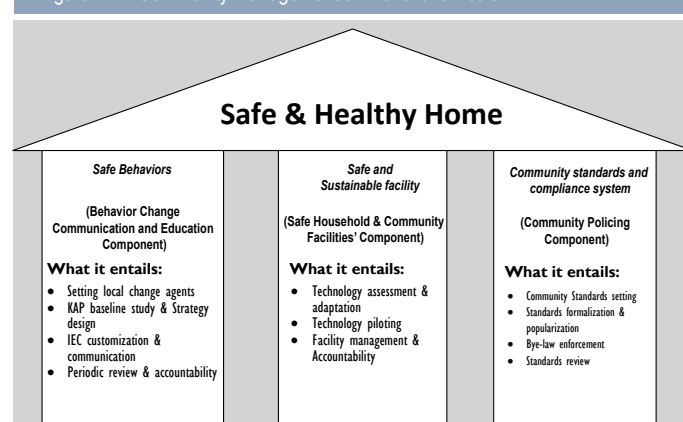 Safe & Healthy Home
Safe Behaviors
(Behavior Change
Communication and Education
Component)
What it entails:
• Setting local change agents
• KAP baseline study & Strategy
design
• IEC customization &
communication
• Periodic review & accountability
Safe and
Sustainable facility
(Safe Household & Community
Facilities' Component)
What it entails:
• Technology assessment &
adaptation
• Technology piloting
• Facility management &
Accountability
Community standards and
compliance system
(Community Policing
Component)
What it entails:
• Community Standards setting
• Standards formalization &
popularization
• Bye-law enforcement
• Standards review